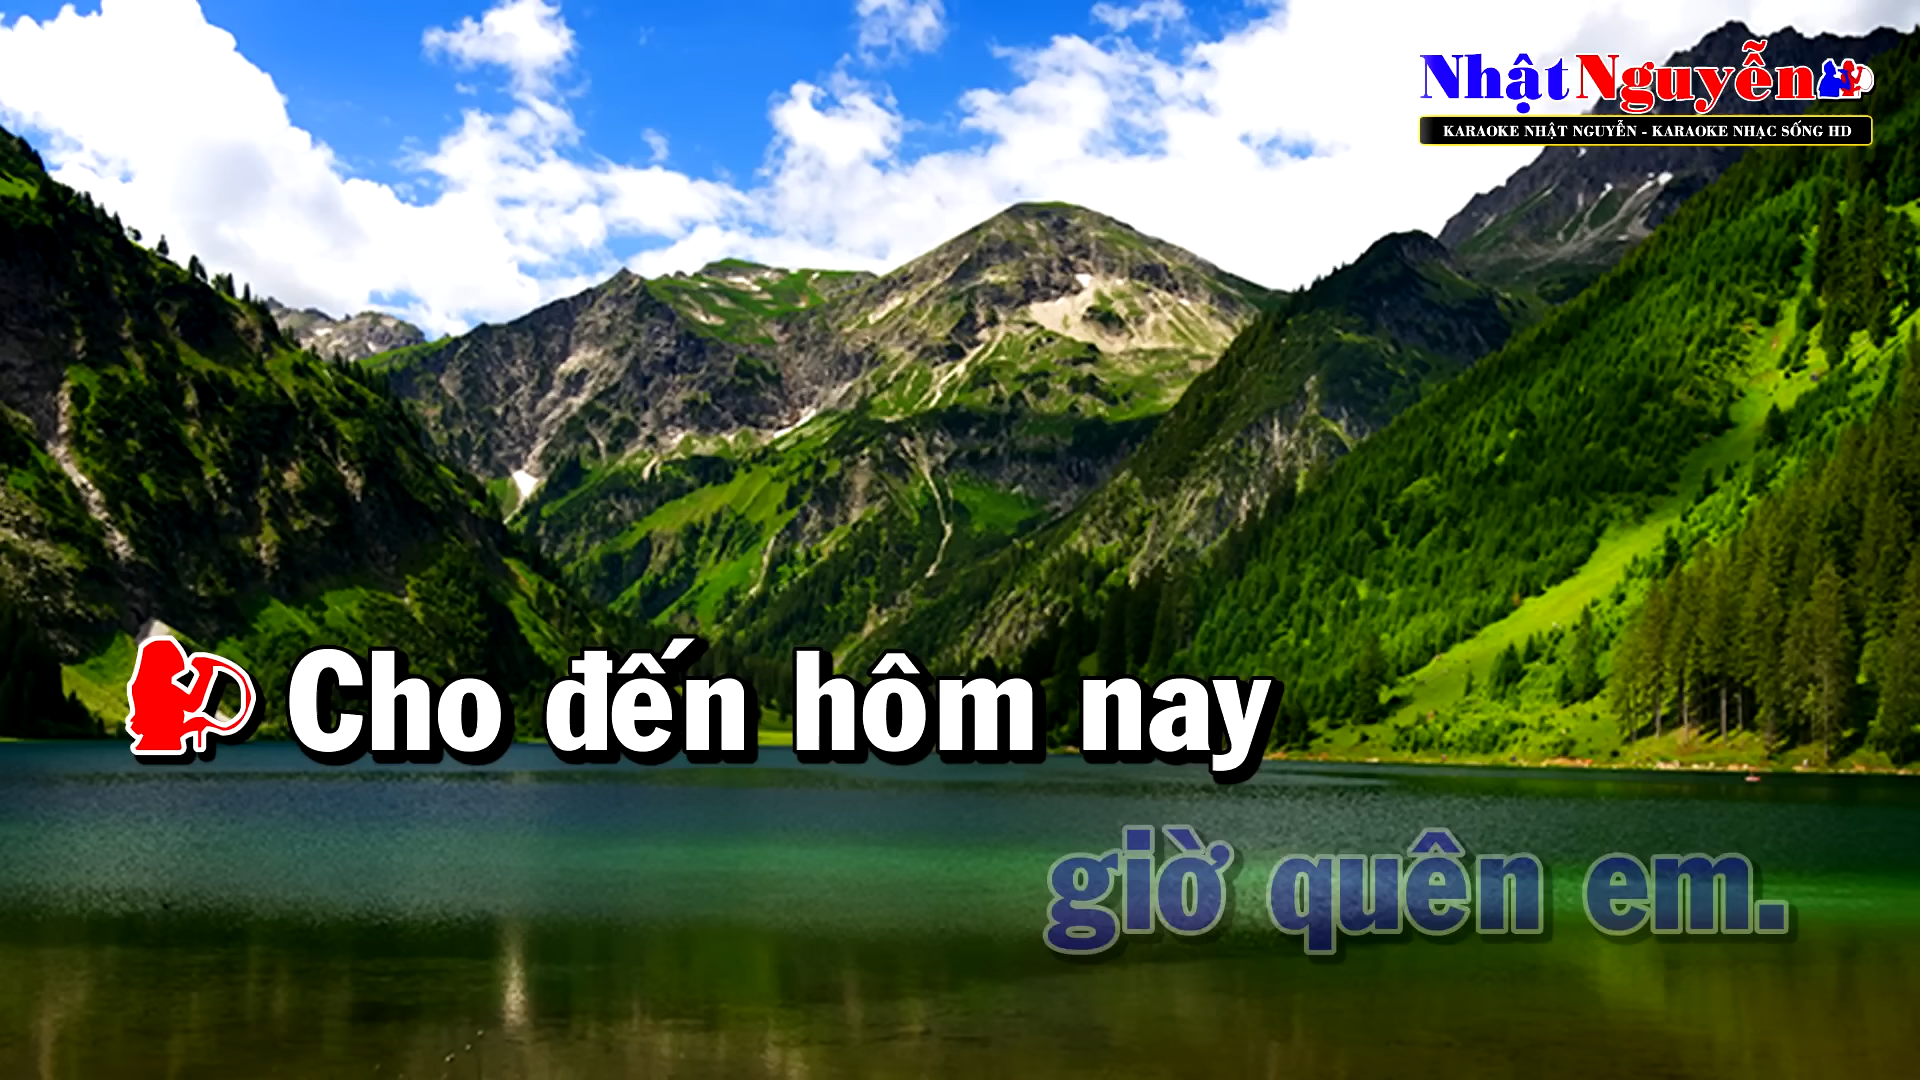 Nhật Nguyễn
KARAOKE NHẬT NGUYỄN - KARAOKE NHẠC SỐNG HD
Cho đến hôm nay
giờ quên em.